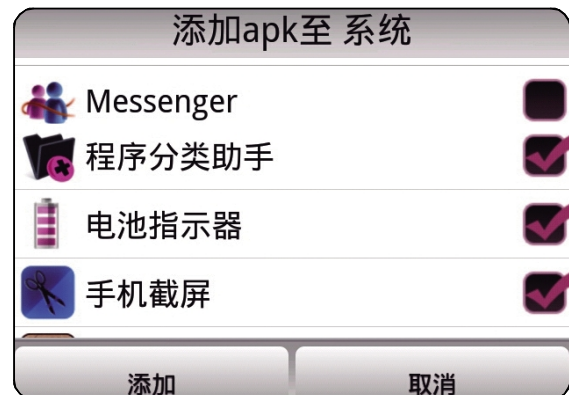 添加apk至 系统
Messenger
程序分类助手
电池指示器
手机截屏
添加
取消